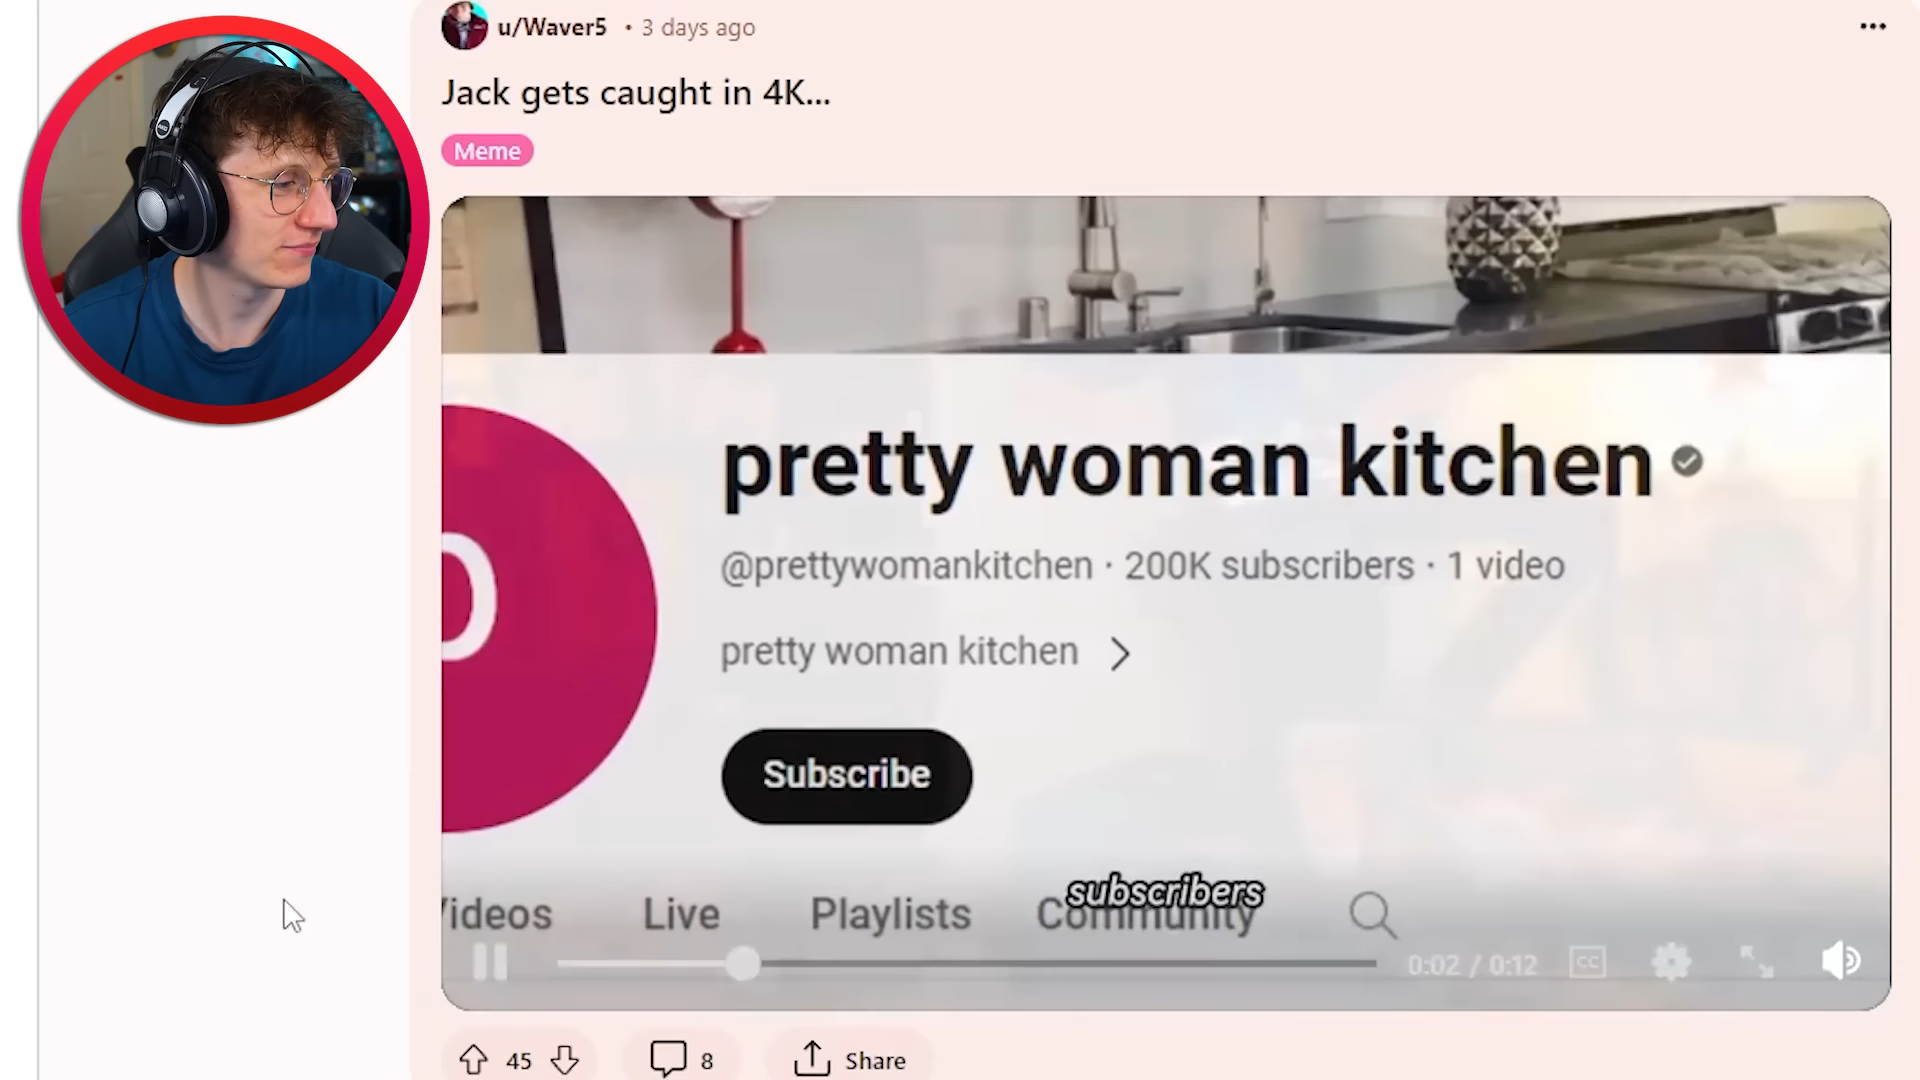 u/Waver5 • 3 days ago
Jack gets caught in 4K...
Meme
pretty woman kitchen
@prettywomankitchen · 200K subscribers · 1 video
pretty woman kitchen
Subscribe
Videos Live Playlists Community
subscribers
0:02 / 0:12 CC
45 8 Share